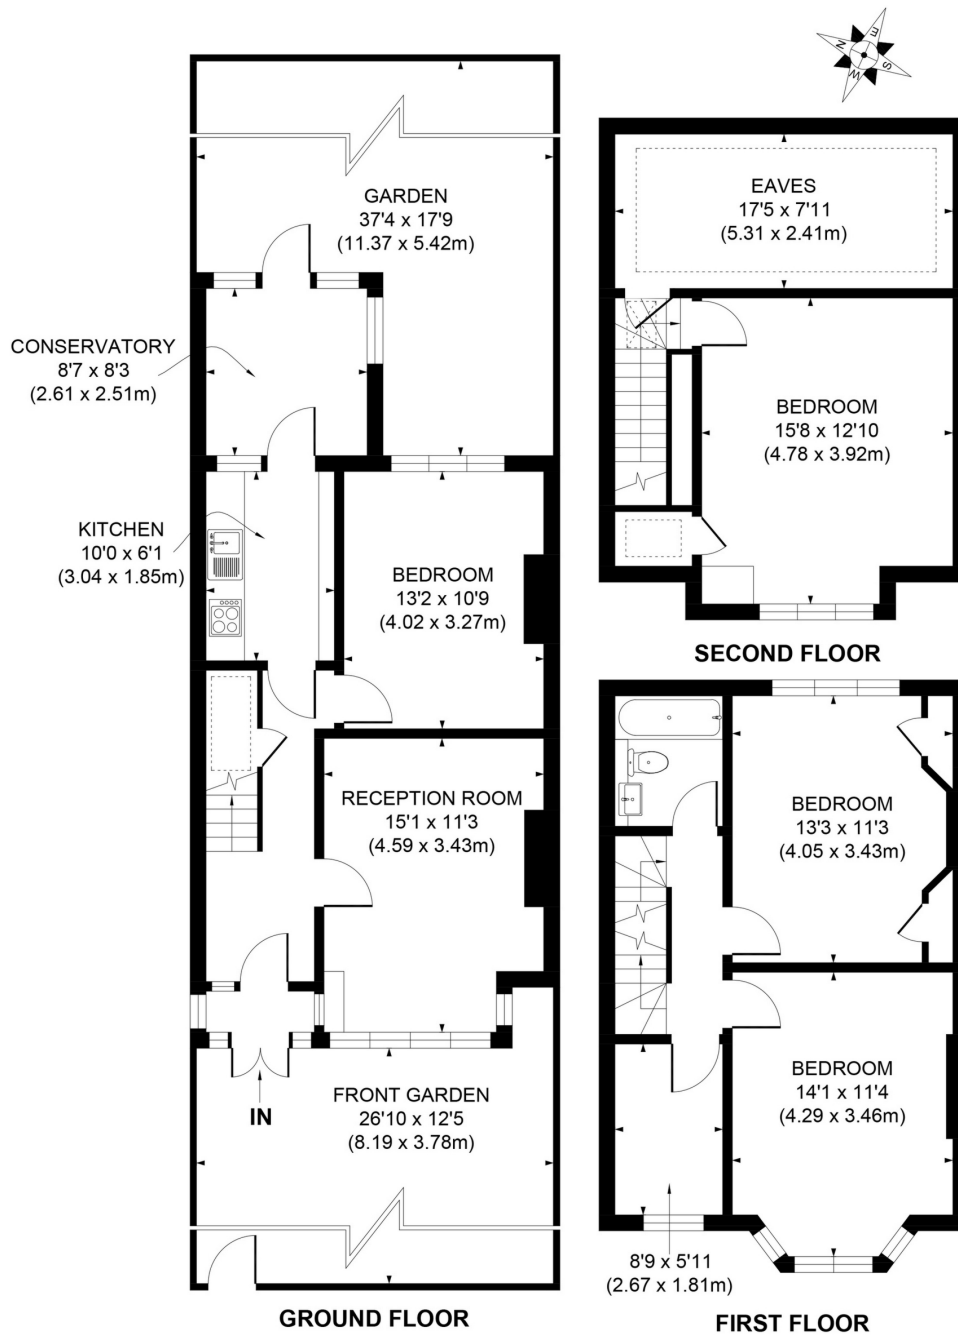 N
E
S
W
GARDEN
37'4 x 17'9
(11.37 x 5.42m)
CONSERVATORY
8'7 x 8'3
(2.61 x 2.51m)
KITCHEN
10'0 x 6'1
(3.04 x 1.85m)
BEDROOM
13'2 x 10'9
(4.02 x 3.27m)
RECEPTION ROOM
15'1 x 11'3
(4.59 x 3.43m)
IN
FRONT GARDEN
26'10 x 12'5
(8.19 x 3.78m)
GROUND FLOOR
EAVES
17'5 x 7'11
(5.31 x 2.41m)
BEDROOM
15'8 x 12'10
(4.78 x 3.92m)
SECOND FLOOR
BEDROOM
13'3 x 11'3
(4.05 x 3.43m)
BEDROOM
14'1 x 11'4
(4.29 x 3.46m)
8'9 x 5'11
(2.67 x 1.81m)
FIRST FLOOR